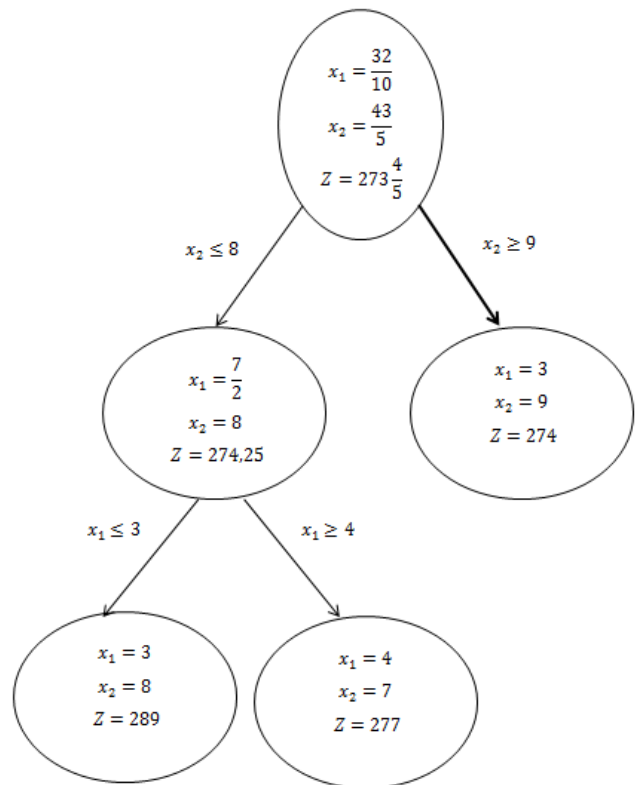 x₁ = 32/10
x₂ = 43/5
Z = 273 4/5
x₂ ≤ 8
x₂ ≥ 9
x₁ = 7/2
x₂ = 8
Z = 274,25
x₁ = 3
x₂ = 9
Z = 274
x₁ ≤ 3
x₁ ≥ 4
x₁ = 3
x₂ = 8
Z = 289
x₁ = 4
x₂ = 7
Z = 277